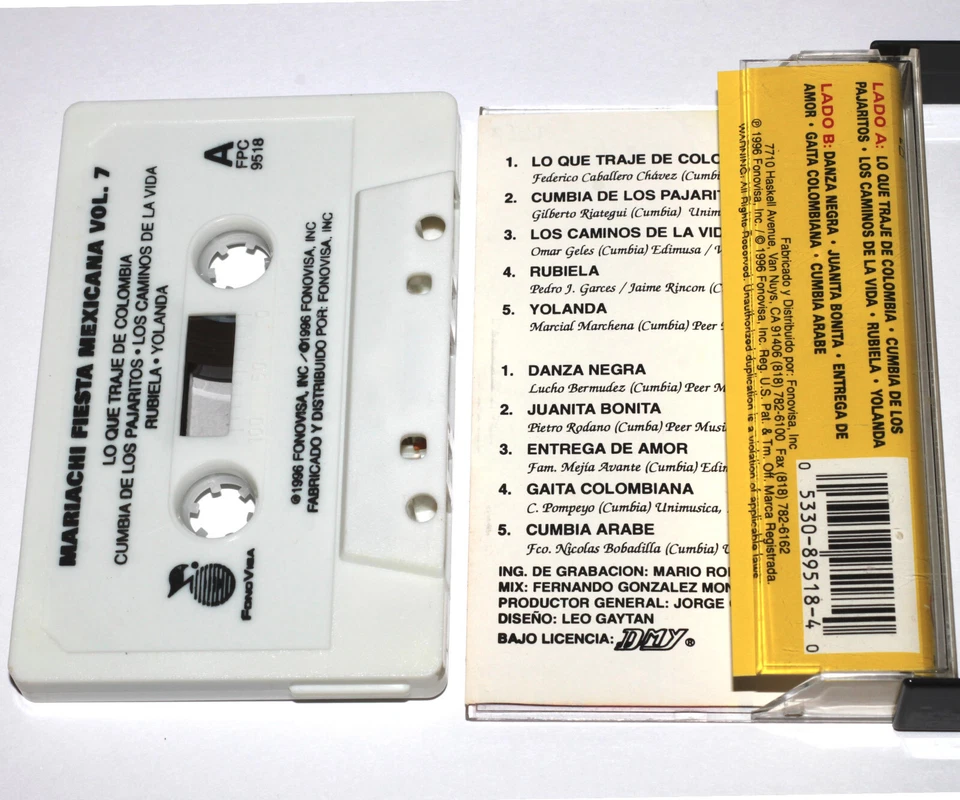 MARIACHI FIESTA MEXICANA VOL. 7
LO QUE TRAJE DE COLOMBIA
CUMBIA DE LOS PAJARITOS • LOS CAMINOS DE LA VIDA
RUBIELA • YOLANDA
A
FPC
9518
℗1996 FONOVISA, INC ⁄ ©1996 FONOVISA, INC
FABRICADO Y DISTRIBUIDO POR: FONOVISA. INC
FONOVISA
1. LO QUE TRAJE DE COLO
Federico Caballero Chávez (Cumbi
2. CUMBIA DE LOS PAJARIT
Gilberto Riategui (Cumbia) Unim
3. LOS CAMINOS DE LA VID
Omar Geles (Cumbia) Edimusa / V
4. RUBIELA
Pedro J. Garces / Jaime Rincon (C
5. YOLANDA
Marcial Marchena (Cumbia) Peer
1. DANZA NEGRA
Lucho Bermudez (Cumbia) Peer M
2. JUANITA BONITA
Pietro Rodano (Cumba) Peer Musi
3. ENTREGA DE AMOR
Fam. Mejía Avante (Cumbia) Edim
4. GAITA COLOMBIANA
C. Pompeyo (Cumbia) Unimusica,
5. CUMBIA ARABE
Fco. Nicolas Bobadilla (Cumbia) U
ING. DE GRABACION: MARIO RO
MIX: FERNANDO GONZALEZ MON
PRODUCTOR GENERAL: JORGE
DISEÑO: LEO GAYTAN
BAJO LICENCIA: DMY ®
LADO A: LO QUE TRAJE DE COLOMBIA • CUMBIA DE LOS
PAJARITOS • LOS CAMINOS DE LA VIDA • RUBIELA • YOLANDA
LADO B: DANZA NEGRA • JUANITA BONITA • ENTREGA DE
AMOR • GAITA COLOMBIANA • CUMBIA ARABE
Fabricado y Distribuido por: Fonovisa, Inc
7710 Haskell Avenue, Van Nuys, CA 91406 (818) 782-6100 Fax (818) 782-6162
℗ 1996 Fonovisa, Inc. / © 1996 Fonovisa, Inc. Reg. U.S. Pat. & Tm. Off. Marca Registrada.
WARNING: All Rights Reserved. Unauthorized duplication is a violation of applicable laws
0 5330-89518-4 0